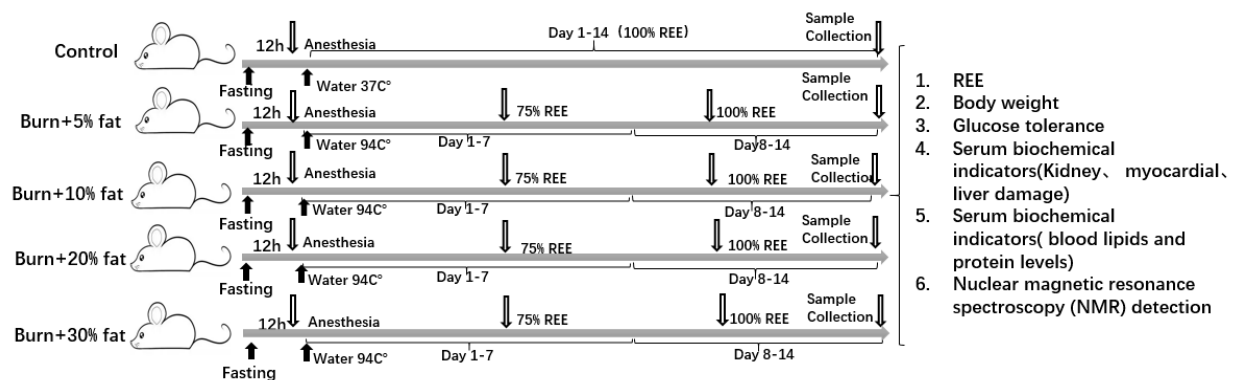 Control
12h
Anesthesia
Day 1-14（100% REE）
Sample
Collection
Fasting
Water 37C°
Burn+5% fat
12h
Anesthesia
75% REE
100% REE
Sample
Collection
Fasting
Water 94C°
Day 1-7
Day8-14
Burn+10% fat
12h
Anesthesia
75% REE
100% REE
Sample
Collection
Fasting
Water 94C°
Day 1-7
Day 8-14
Burn+20% fat
12h
Anesthesia
75% REE
100% REE
Sample
Collection
Fasting
Water 94C°
Day 1-7
Day 8-14
Burn+30% fat
12h
Anesthesia
75% REE
100% REE
Sample
Collection
Fasting
Water 94C°
Day 1-7
Day 8-14
1. REE
2. Body weight
3. Glucose tolerance
4. Serum biochemical
indicators(Kidney、 myocardial、
liver damage)
5. Serum biochemical
indicators( blood lipids and
protein levels)
6. Nuclear magnetic resonance
spectroscopy (NMR) detection